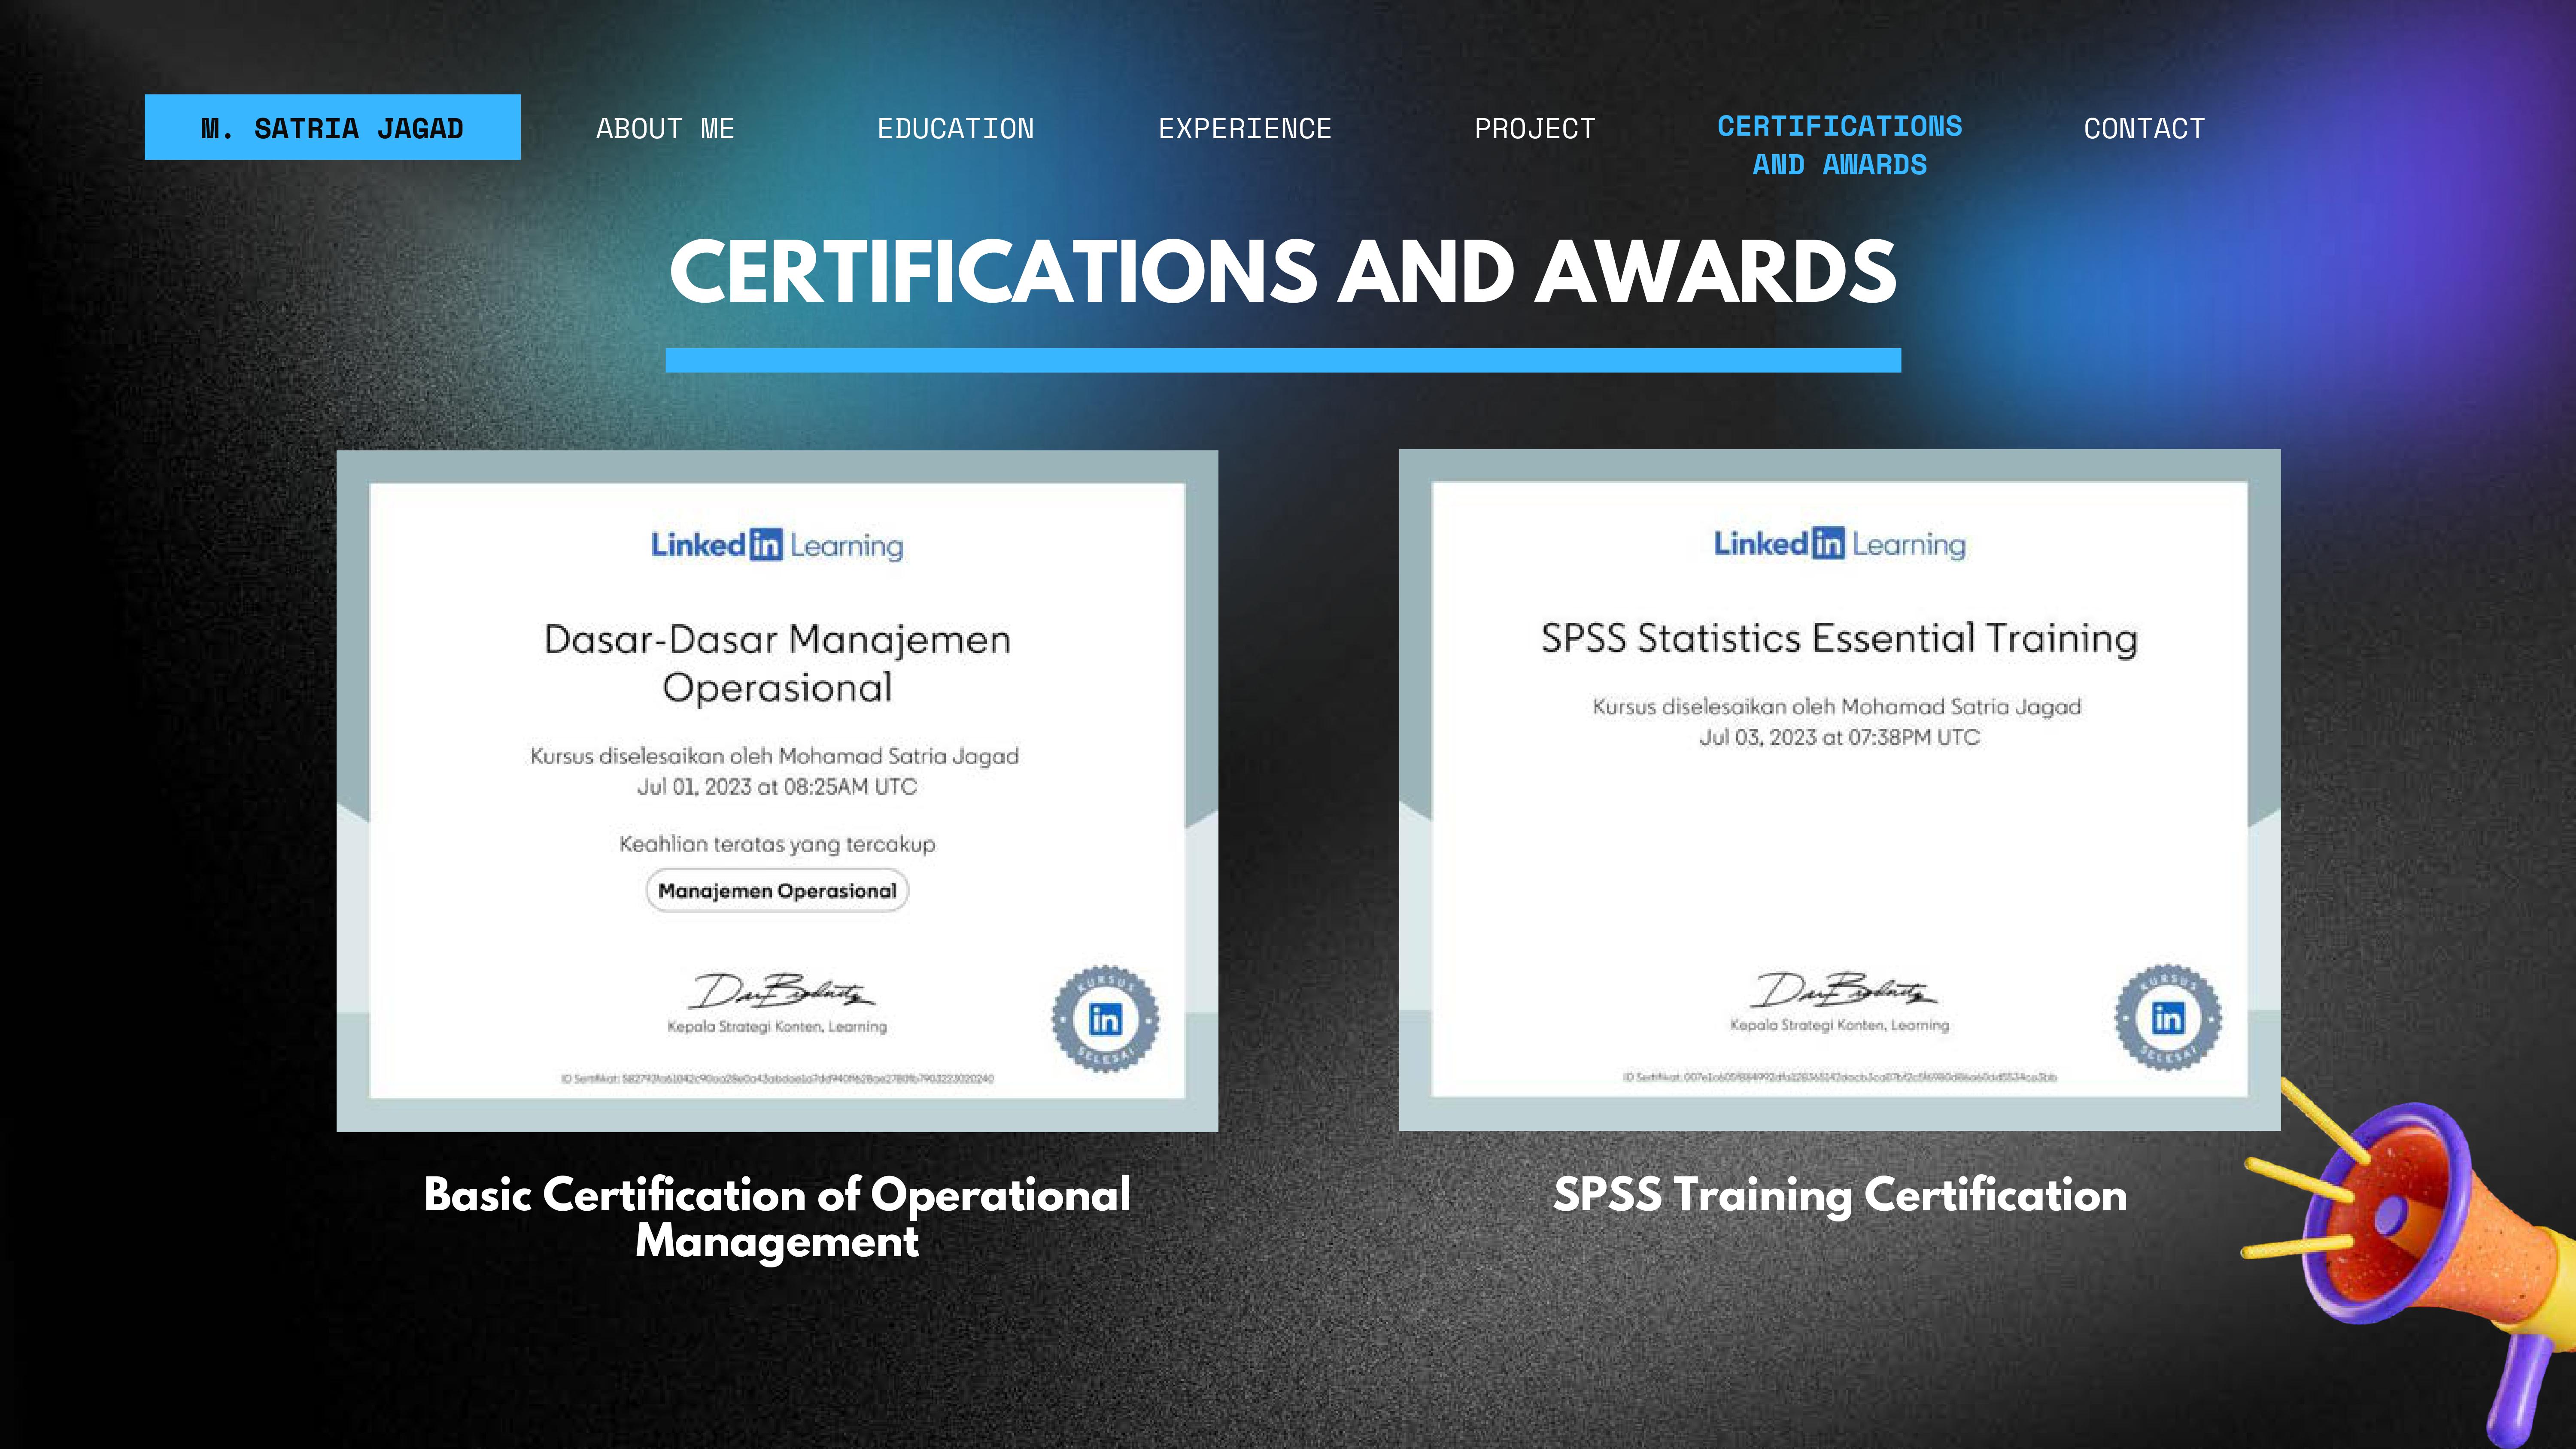 M. SATRIA JAGAD
ABOUT ME
EDUCATION
EXPERIENCE
PROJECT
CERTIFICATIONS
AND AWARDS
CONTACT
CERTIFICATIONS AND AWARDS
Linked in Learning
Dasar-Dasar Manajemen
Operasional
Kursus diselesaikan oleh Mohamad Satria Jagad
Jul 01, 2023 at 08:25AM UTC
Keahlian teratas yang tercakup
Manajemen Operasional
Kepala Strategi Konten, Learning
KURSUS
in
SELESAI
ID Sertifikat:
Basic Certification of Operational
Management
Linked in Learning
SPSS Statistics Essential Training
Kursus diselesaikan oleh Mohamad Satria Jagad
Jul 03, 2023 at 07:38PM UTC
Kepala Strategi Konten, Learning
KURSUS
in
SELESAI
ID Sertifikat:
SPSS Training Certification